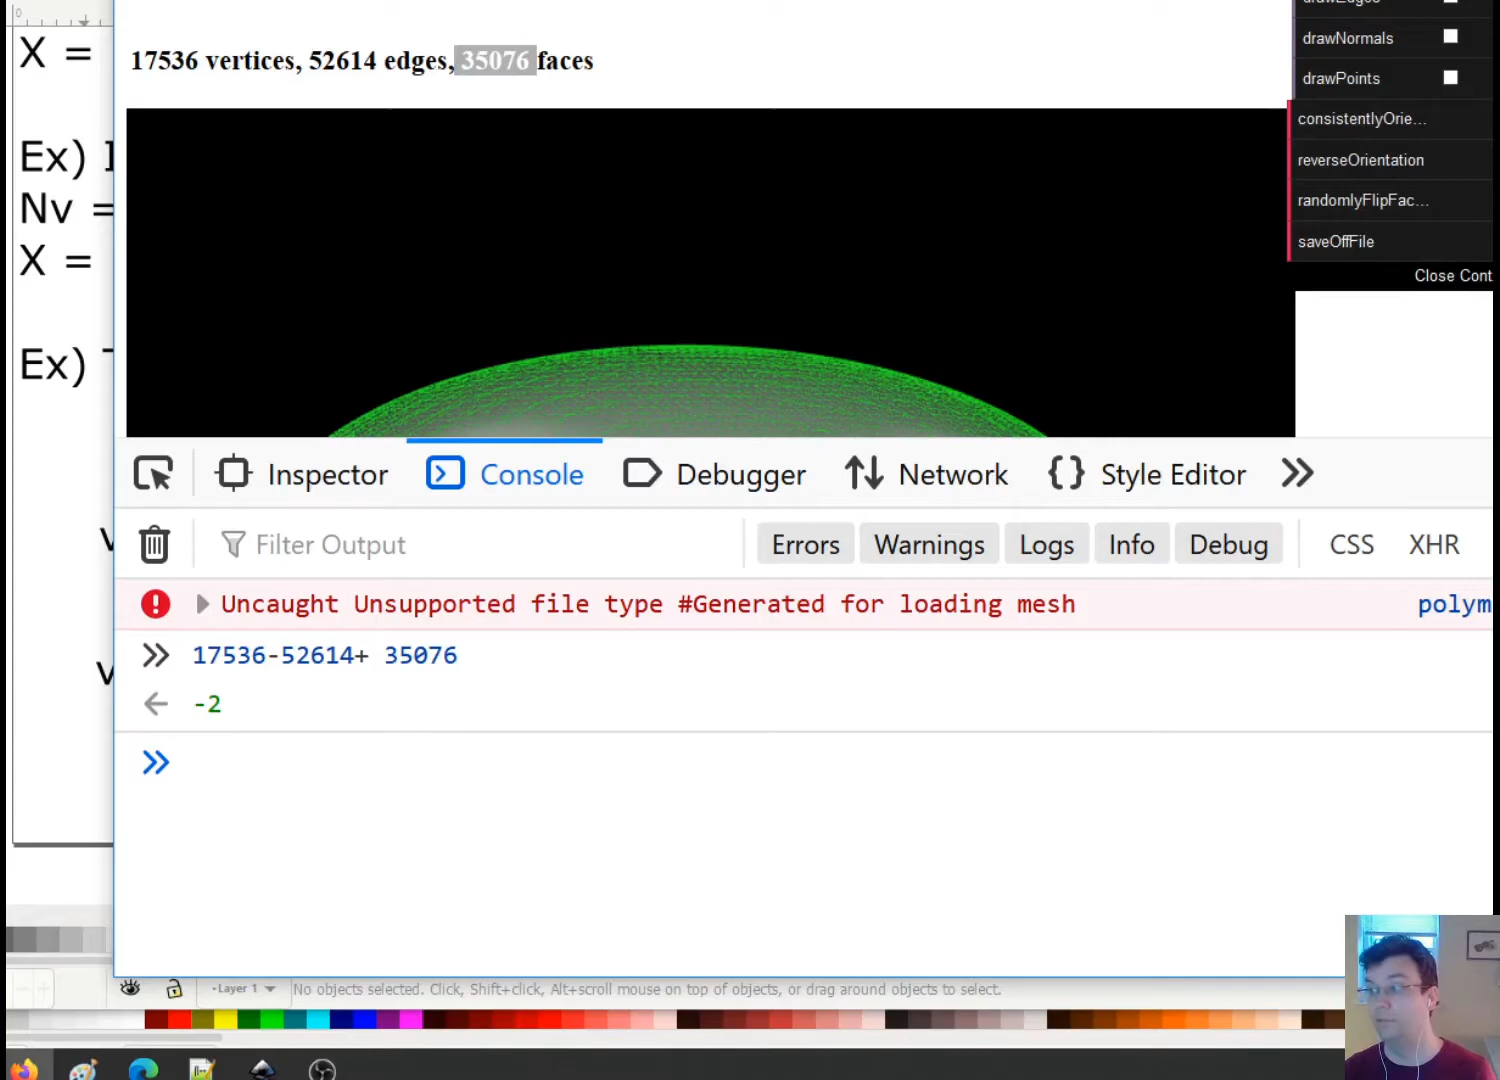 0
X =
17536 vertices, 52614 edges, 35076 faces
drawEdges
drawNormals
drawPoints
consistentlyOrie...
reverseOrientation
randomlyFlipFac...
saveOffFile
Close Cont
Ex)
Nv =
X =
Ex)
v
v
Inspector Console Debugger Network Style Editor
Filter Output Errors Warnings Logs Info Debug CSS XHR
Uncaught Unsupported file type #Generated for loading mesh polym
17536-52614+ 35076
-2
Layer 1 No objects selected. Click, Shift+click, Alt+scroll mouse on top of objects, or drag around objects to select.